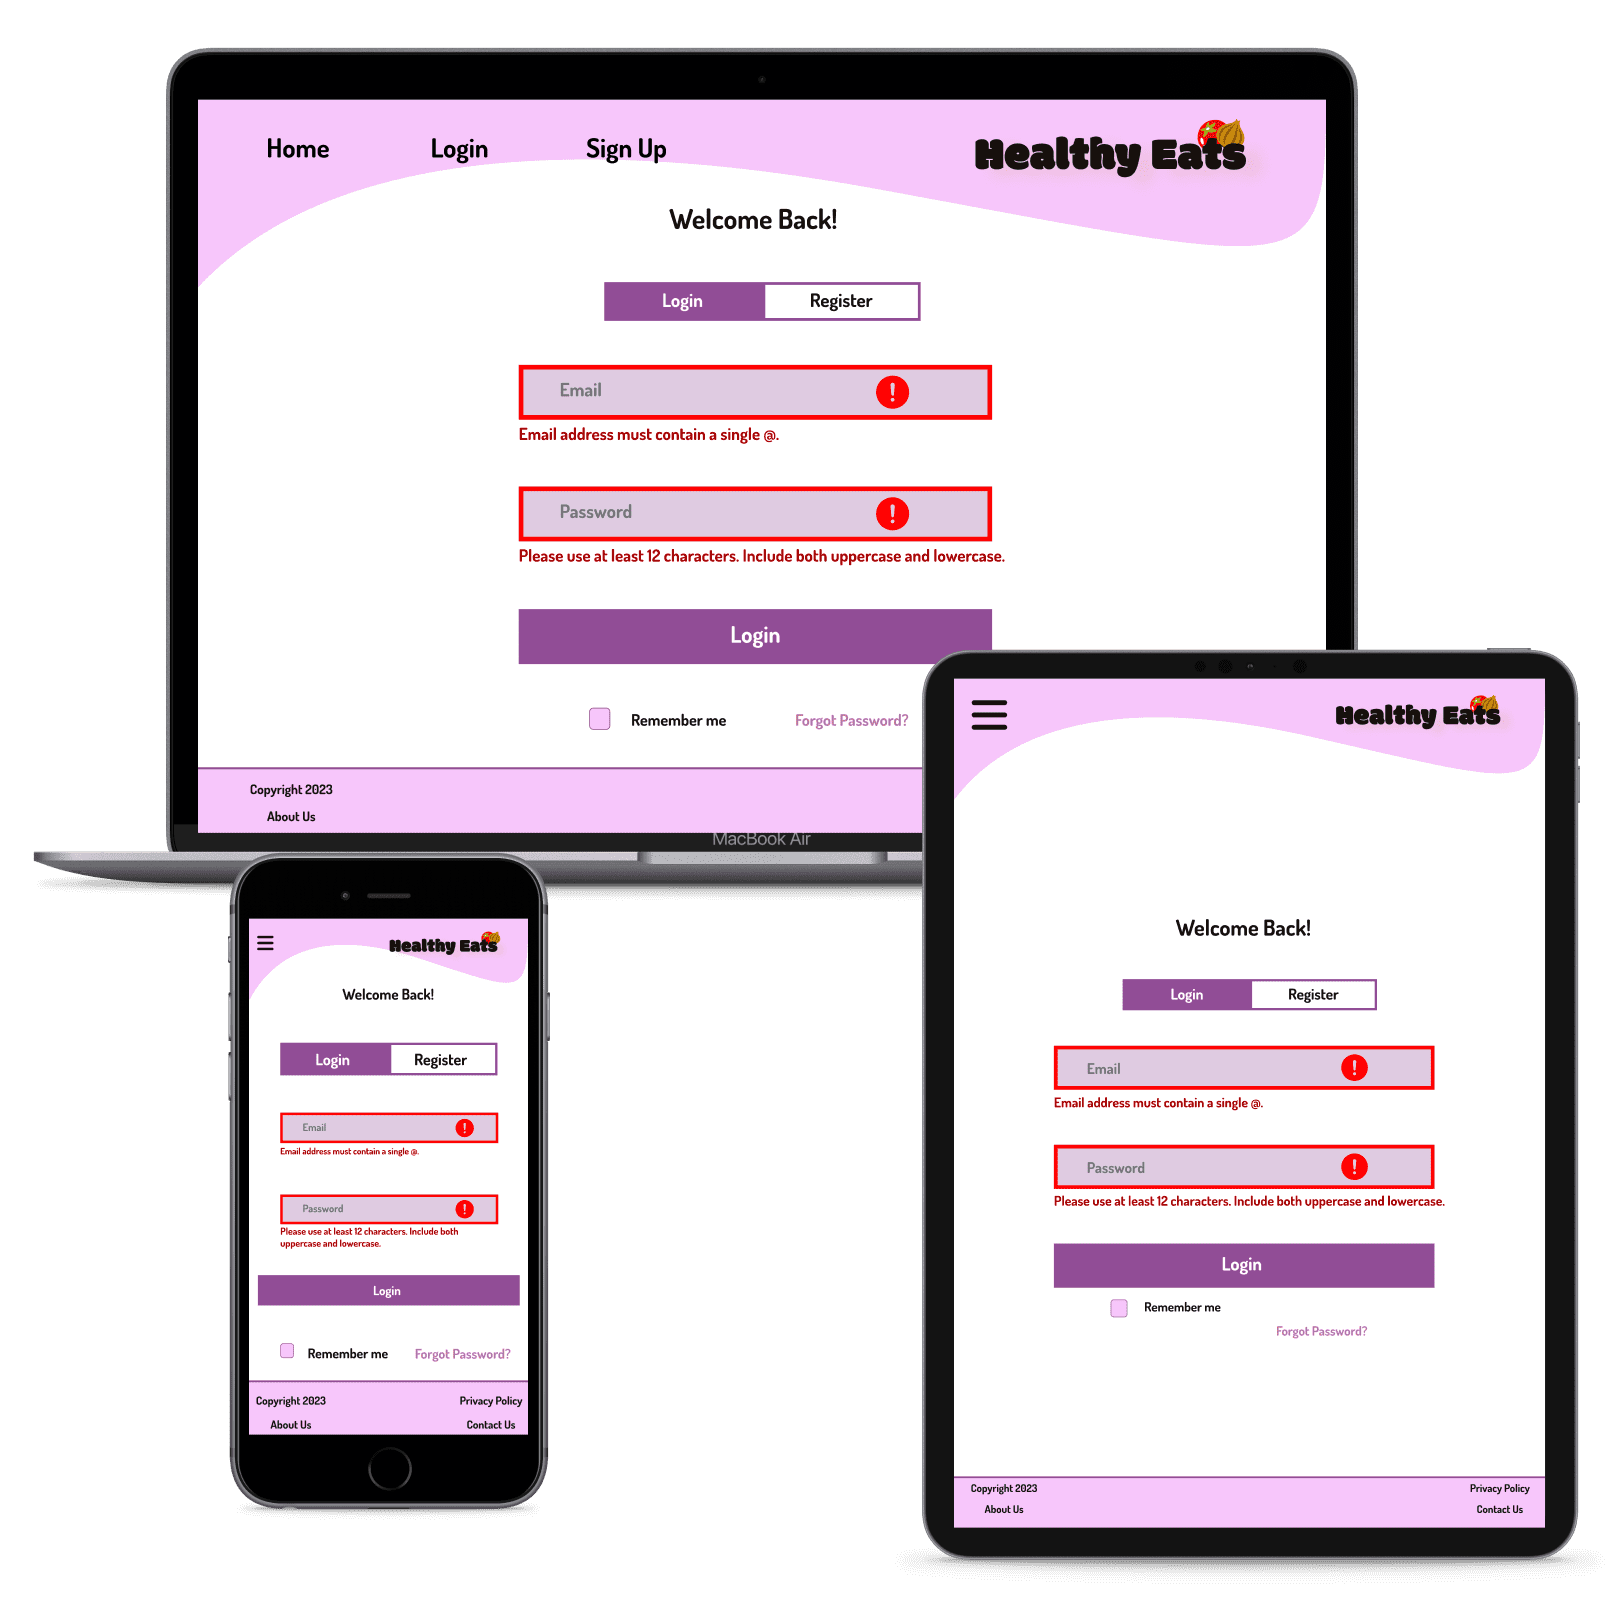 Home
Login
Sign Up
Healthy Eats
Welcome Back!
Login
Register
Email
Email address must contain a single @.
Password
Please use at least 12 characters. Include both uppercase and lowercase.
Login
Remember me
Forgot Password?
Copyright 2023
About Us
MacBook Air
Healthy Eats
Welcome Back!
Login
Register
Email
Email address must contain a single @.
Password
Please use at least 12 characters. Include both
uppercase and lowercase.
Login
Remember me
Forgot Password?
Copyright 2023
Privacy Policy
About Us
Contact Us
Healthy Eats
Welcome Back!
Login
Register
Email
Email address must contain a single @.
Password
Please use at least 12 characters. Include both uppercase and lowercase.
Login
Remember me
Forgot Password?
Copyright 2023
Privacy Policy
About Us
Contact Us